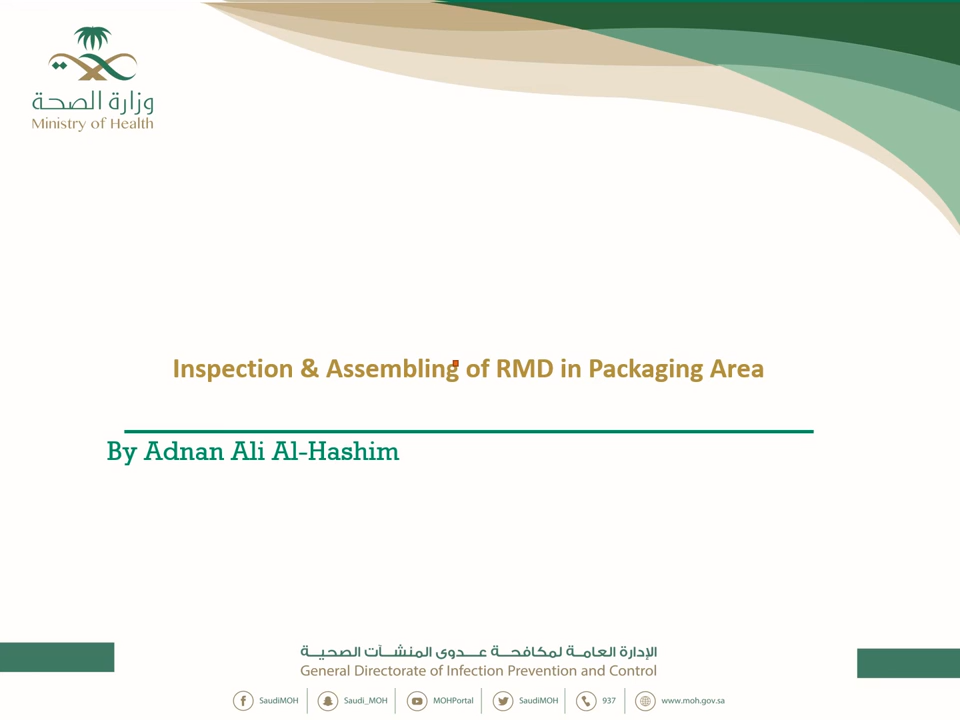 وزارة الصحة
Ministry of Health
Inspection & Assembling of RMD in Packaging Area
By Adnan Ali Al-Hashim
الإدارة العامـة لمكافحـة عـدوى المنشـآت الصحيـة
General Directorate of Infection Prevention and Control
SaudiMOH Saudi_MOH MOHPortal SaudiMOH 937 www.moh.gov.sa